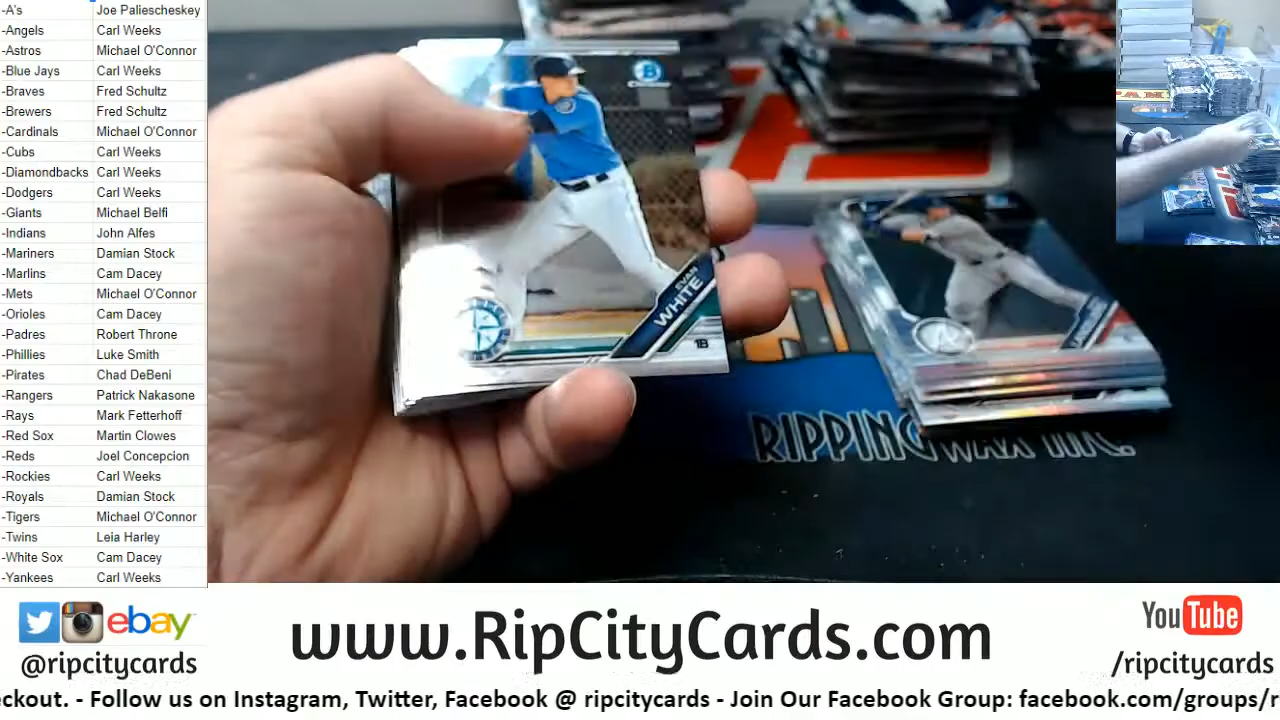 -A's Joe Paliescheskey
-Angels Carl Weeks
-Astros Michael O'Connor
-Blue Jays Carl Weeks
-Braves Fred Schultz
-Brewers Fred Schultz
-Cardinals Michael O'Connor
-Cubs Carl Weeks
-Diamondbacks Carl Weeks
-Dodgers Carl Weeks
-Giants Michael Belfi
-Indians John Alfes
-Mariners Damian Stock
-Marlins Cam Dacey
-Mets Michael O'Connor
-Orioles Cam Dacey
-Padres Robert Throne
-Phillies Luke Smith
-Pirates Chad DeBeni
-Rangers Patrick Nakasone
-Rays Mark Fetterhoff
-Red Sox Martin Clowes
-Reds Joel Concepcion
-Rockies Carl Weeks
-Royals Damian Stock
-Tigers Michael O'Connor
-Twins Leia Harley
-White Sox Cam Dacey
-Yankees Carl Weeks
B
EVAN
WHITE
1B
RIPPING WAX INC.
ebay
@ripcitycards
www.RipCityCards.com
YouTube
/ripcitycards
eckout. - Follow us on Instagram, Twitter, Facebook @ ripcitycards - Join Our Facebook Group: facebook.com/groups/r